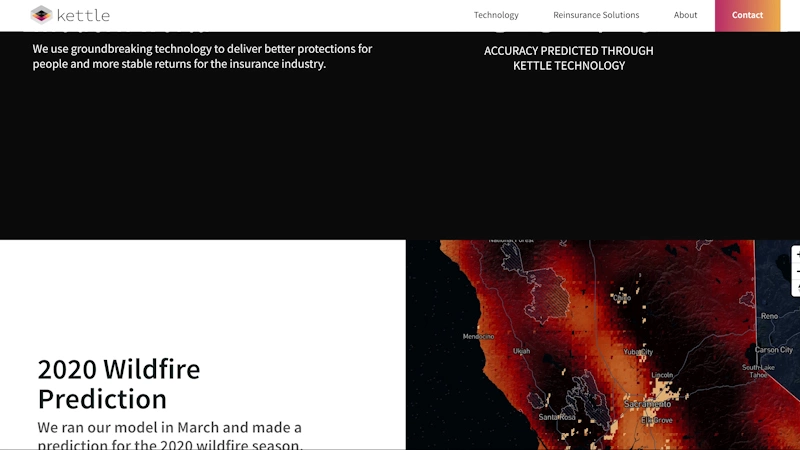 kettle
Technology
Reinsurance Solutions
About
Contact
We use groundbreaking technology to deliver better protections for
people and more stable returns for the insurance industry.
ACCURACY PREDICTED THROUGH
KETTLE TECHNOLOGY
2020 Wildfire
Prediction
We ran our model in March and made a
prediction for the 2020 wildfire season.
National Forest
Chico
Mendocino
Ukiah
Yuba City
Reno
Carson City
South Lake
Tahoe
Lincoln
Sacramento
Elk Grove
Santa Rosa